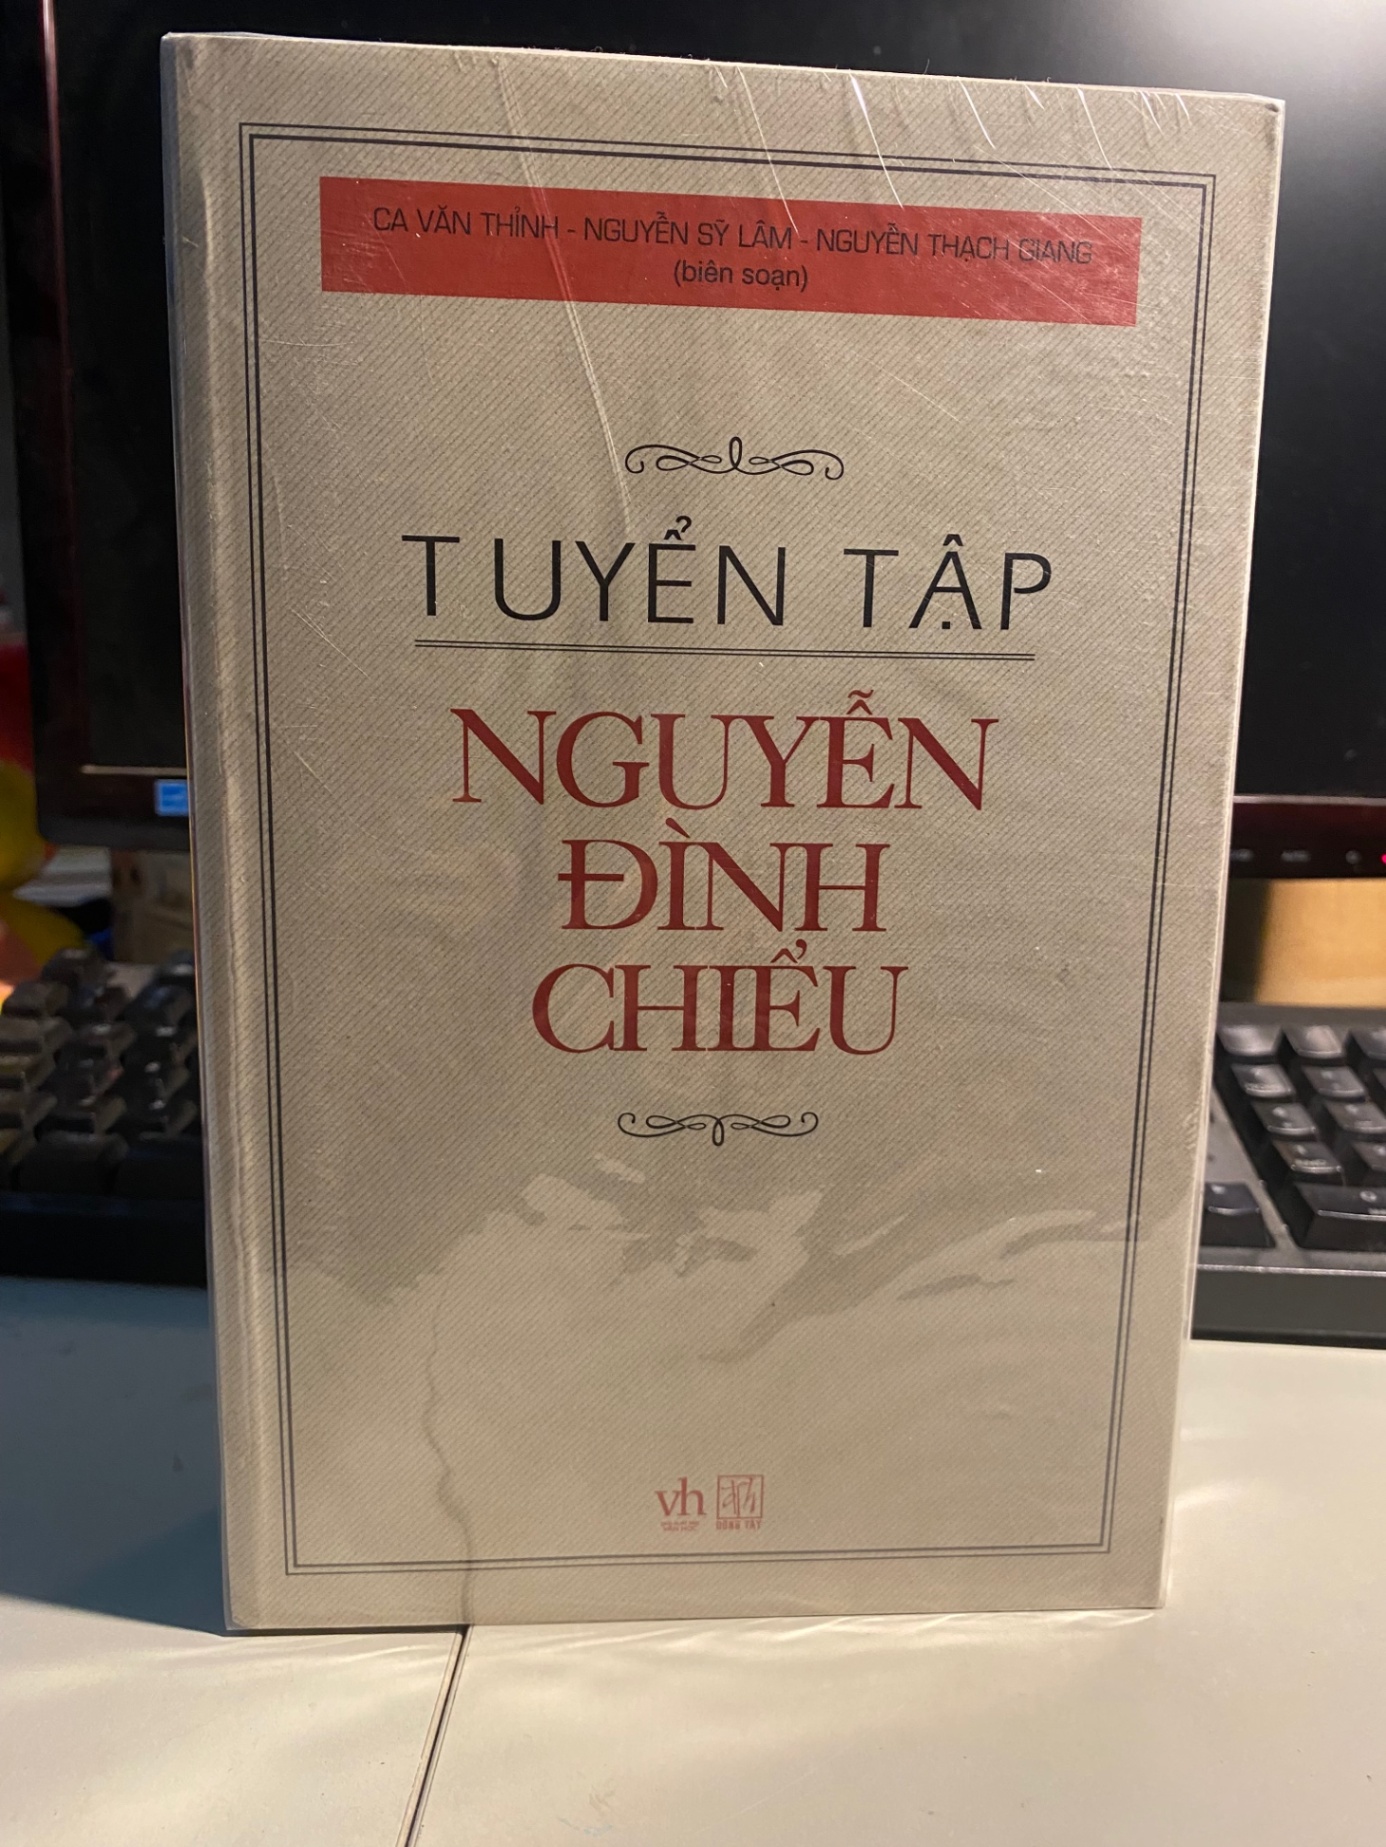 CA VĂN THỈNH - NGUYỄN SỸ LÂM - NGUYỄN THẠCH GIANG
(biên soạn)
TUYỂN TẬP
NGUYỄN
ĐÌNH
CHIỂU
vh
ĐÔNG TÂY